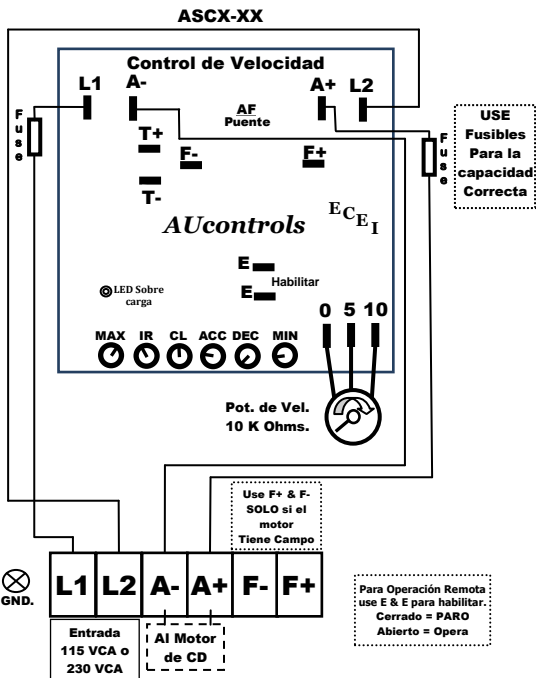 ASCX-XX
Control de Velocidad
L1
A-
A+
L2
AF
Puente
Fuse
Fuse
T+
F-
F+
T-
USE
Fusibles
Para la
capacidad
Correcta
AUcontrols
ECEI
E
Habilitar
E
LED Sobre
carga
0 5 10
MAX IR CL ACC DEC MIN
Pot. de Vel.
10 K Ohms.
Use F+ & F-
SOLO si el
motor
Tiene Campo
GND.
L1 L2 A- A+ F- F+
Entrada
115 VCA o
230 VCA
Al Motor
de CD
Para Operación Remota
use E & E para habilitar.
Cerrado = PARO
Abierto = Opera